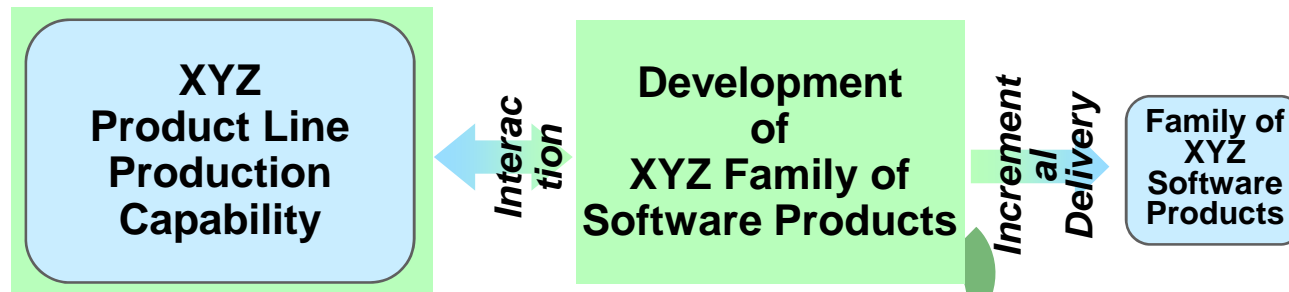 XYZ
Product Line
Production
Capability
Interac
tion
Development
of
XYZ Family of
Software Products
Increment
al
Delivery
Family of
XYZ
Software
Products